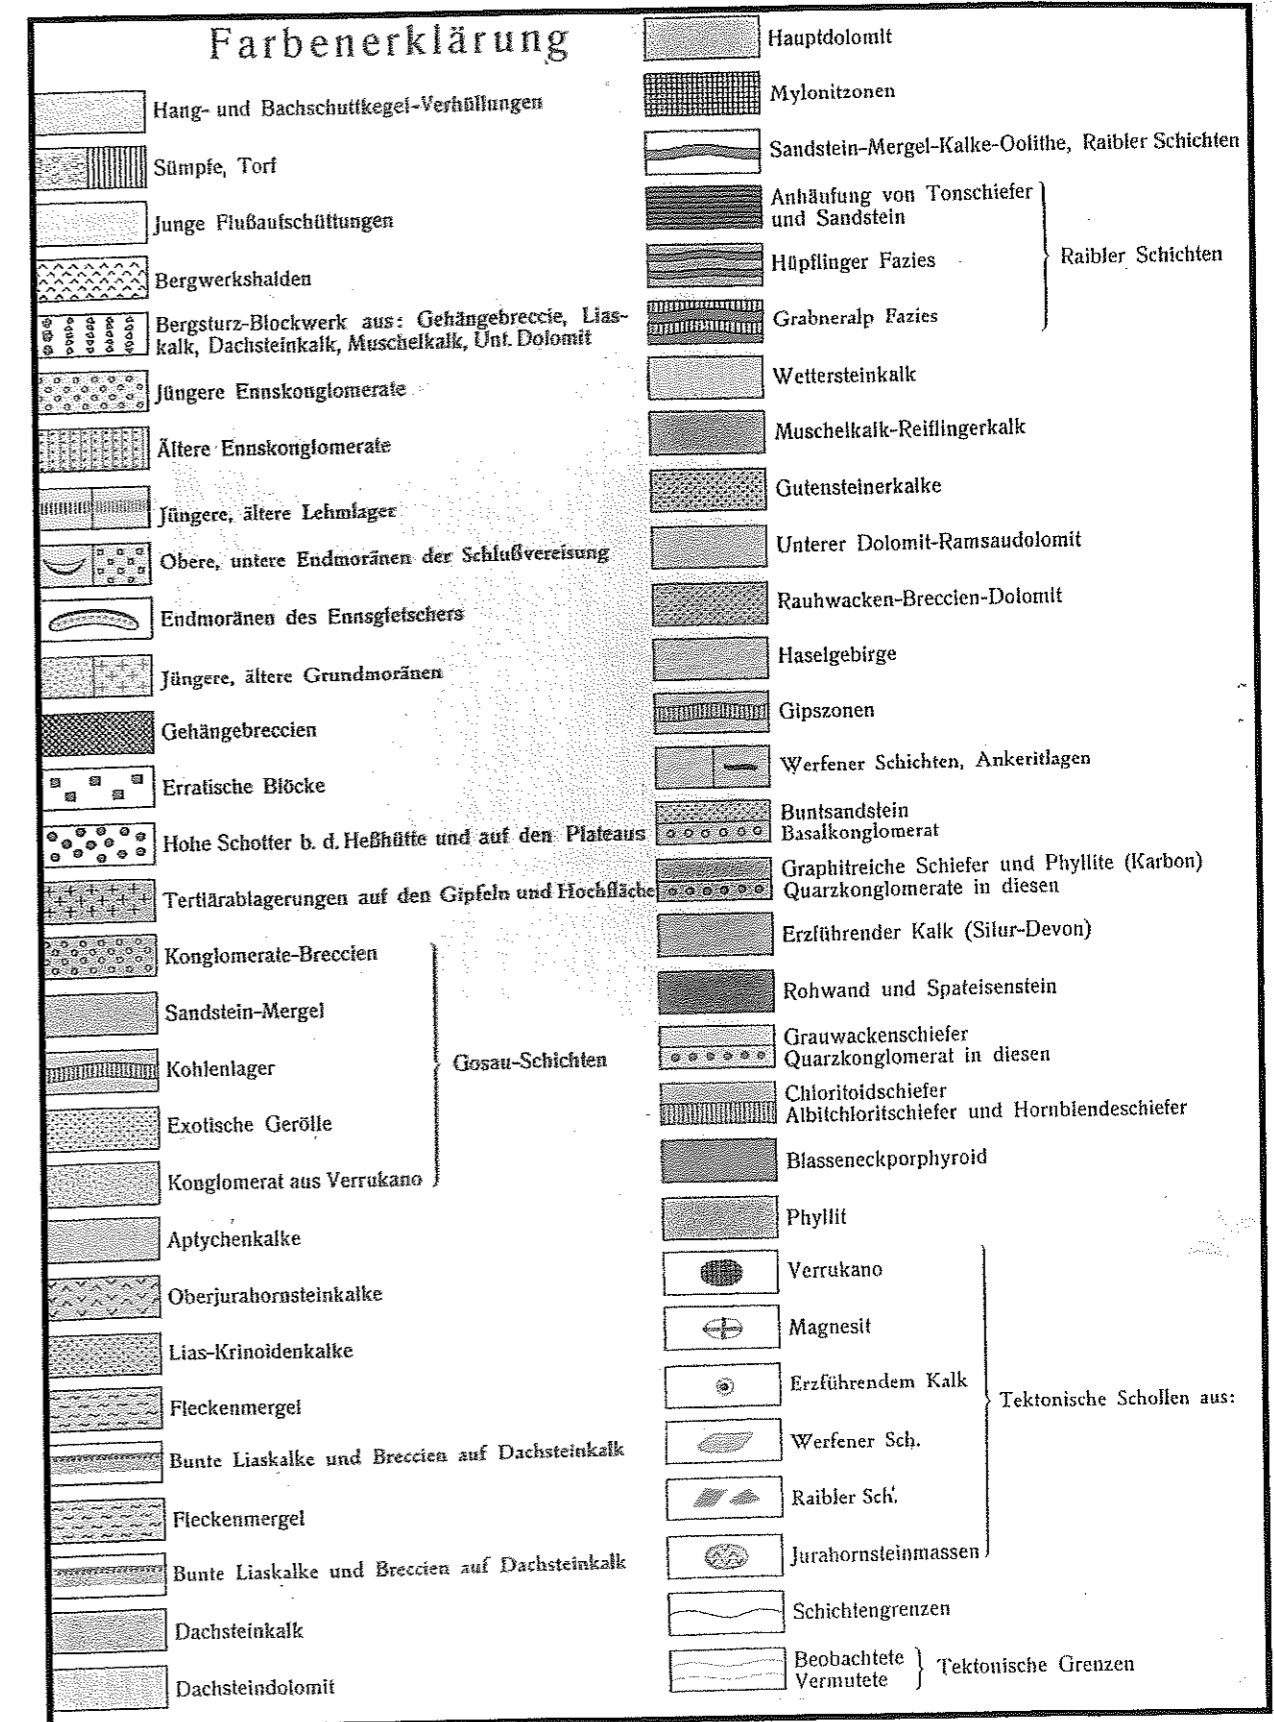 Farbenerklärung
Hang- und Bachschuttkegel-Verhüllungen
Sümpfe, Torf
Junge Flußaufschüttungen
Bergwerkshalden
Bergsturz-Blockwerk aus: Gehängebreccie, Lias-
kalk, Dachsteinkalk, Muschelkalk, Unt. Dolomit
Jüngere Ennskonglomerate
Ältere Ennskonglomerate
Jüngere, ältere Lehmlager
Obere, untere Endmoränen der Schlußvereisung
Endmoränen des Ennsgletschers
Jüngere, ältere Grundmoränen
Gehängebreccien
Erratische Blöcke
Hohe Schotter b. d. Heßhütte und auf den Plateaus
Tertiärablagerungen auf den Gipfeln und Hochfläche
Konglomerate-Breccien
Sandstein-Mergel
Kohlenlager
Gosau-Schichten
Exotische Gerölle
Konglomerat aus Verrukano
Aptychenkalke
Oberjurahornsteinkalke
Lias-Krinoidenkalke
Fleckenmergel
Bunte Liaskalke und Breccien auf Dachsteinkalk
Fleckenmergel
Bunte Liaskalke und Breccien auf Dachsteinkalk
Dachsteinkalk
Dachsteindolomit
Hauptdolomit
Mylonitzonen
Sandstein-Mergel-Kalke-Oolithe, Raibler Schichten
Anhäufung von Tonschiefer
und Sandstein
Hüpflinger Fazies
Raibler Schichten
Grabneralp Fazies
Wettersteinkalk
Muschelkalk-Reiflingerkalk
Gutensteinerkalke
Unterer Dolomit-Ramsaudolomit
Rauhwacken-Breccien-Dolomit
Haselgebirge
Gipszonen
Werfener Schichten, Ankeritlagen
Buntsandstein
Basalkonglomerat
Graphitreiche Schiefer und Phyllite (Karbon)
Quarzkonglomerate in diesen
Erzführender Kalk (Silur-Devon)
Rohwand und Spateisenstein
Grauwackenschiefer
Quarzkonglomerat in diesen
Chloritoidschiefer
Albitchloritschiefer und Hornblendeschiefer
Blasseneckporphyroid
Phyllit
Verrukano
Magnesit
Erzführendem Kalk
Tektonische Schollen aus:
Werfener Sch.
Raibler Sch.
Jurahornsteinmassen
Schichtengrenzen
Beobachtete
Vermutete
Tektonische Grenzen